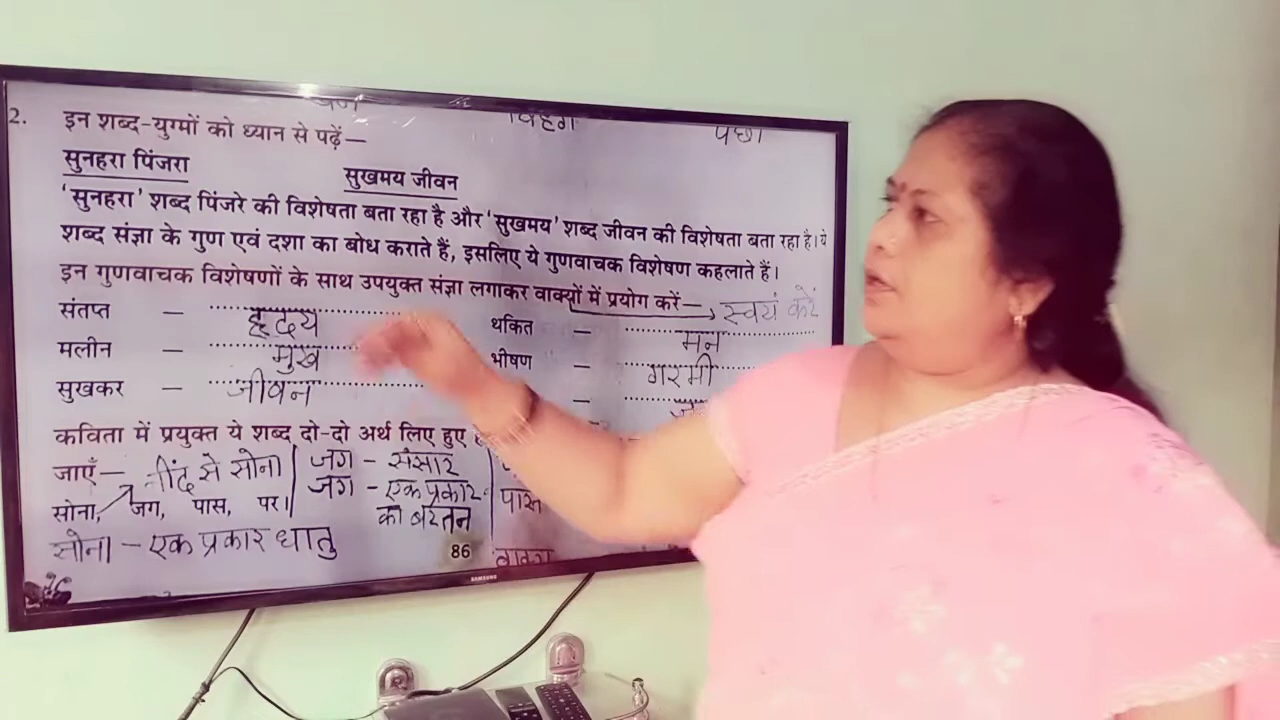 विहग पक्षी
2. इन शब्द-युग्मों को ध्यान से पढ़ें—
सुनहरा पिंजरा सुखमय जीवन
'सुनहरा' शब्द पिंजरे की विशेषता बता रहा है और 'सुखमय' शब्द जीवन की विशेषता बता रहा है। ये
शब्द संज्ञा के गुण एवं दशा का बोध कराते हैं, इसलिए ये गुणवाचक विशेषण कहलाते हैं।
इन गुणवाचक विशेषणों के साथ उपयुक्त संज्ञा लगाकर वाक्यों में प्रयोग करें— स्वयं करें
संतप्त — हृदय थकित — मन
मलीन — मुख भीषण — गरमी
सुखकर — जीवन —
कविता में प्रयुक्त ये शब्द दो-दो अर्थ लिए हुए
जाएँ— नींद से सोना जग - संसार
सोना, जग, पास, पर। जग - एक प्रकार पास
का बरतन
सोना - एक प्रकार धातु
86
SAMSUNG